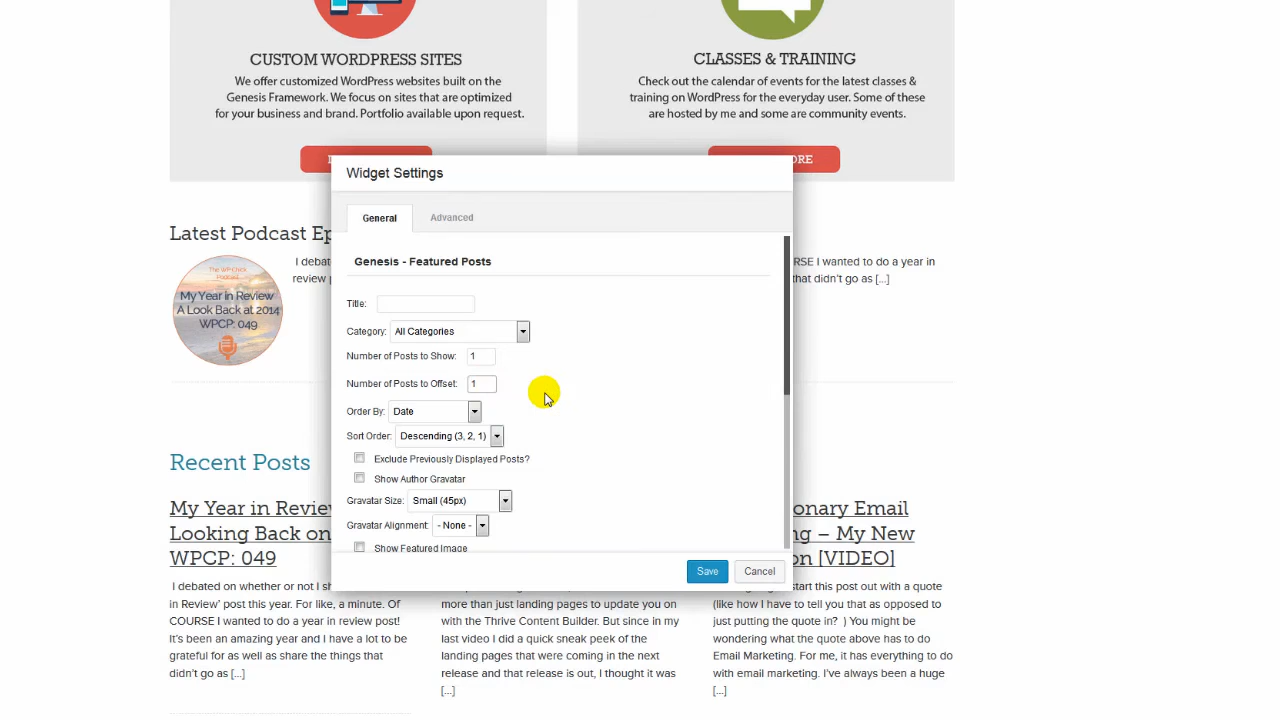 CUSTOM WORDPRESS SITES
We offer customized WordPress websites built on the
Genesis Framework. We focus on sites that are optimized
for your business and brand. Portfolio available upon request.
CLASSES & TRAINING
Check out the calendar of events for the latest classes &
training on WordPress for the everyday user. Some of these
are hosted by me and some are community events.
ORE
Widget Settings
General
Advanced
Genesis - Featured Posts
Title:
Category: All Categories
Number of Posts to Show: 1
Number of Posts to Offset: 1
Order By: Date
Sort Order: Descending (3, 2, 1)
Exclude Previously Displayed Posts?
Show Author Gravatar
Gravatar Size: Small (45px)
Gravatar Alignment: - None -
Show Featured Image
Save
Cancel
Latest Podcast Ep
The WP Chick
Podcast
My Year in Review
A Look Back at 2014
WPCP: 049
I debat
review p
RSE I wanted to do a year in
that didn't go as [...]
Recent Posts
My Year in Review
Looking Back on
WPCP: 049
I debated on whether or not I sh
in Review' post this year. For like, a minute. Of
COURSE I wanted to do a year in review post!
It's been an amazing year and I have a lot to be
grateful for as well as share the things that
didn't go as [...]
more than just landing pages to update you on
with the Thrive Content Builder. But since in my
last video I did a quick sneak peek of the
landing pages that were coming in the next
release and that release is out, I thought it was
[...]
onary Email
g – My New
on [VIDEO]
start this post out with a quote
(like how I have to tell you that as opposed to
just putting the quote in? ) You might be
wondering what the quote above has to do
Email Marketing. For me, it has everything to do
with email marketing. I've always been a huge
[...]